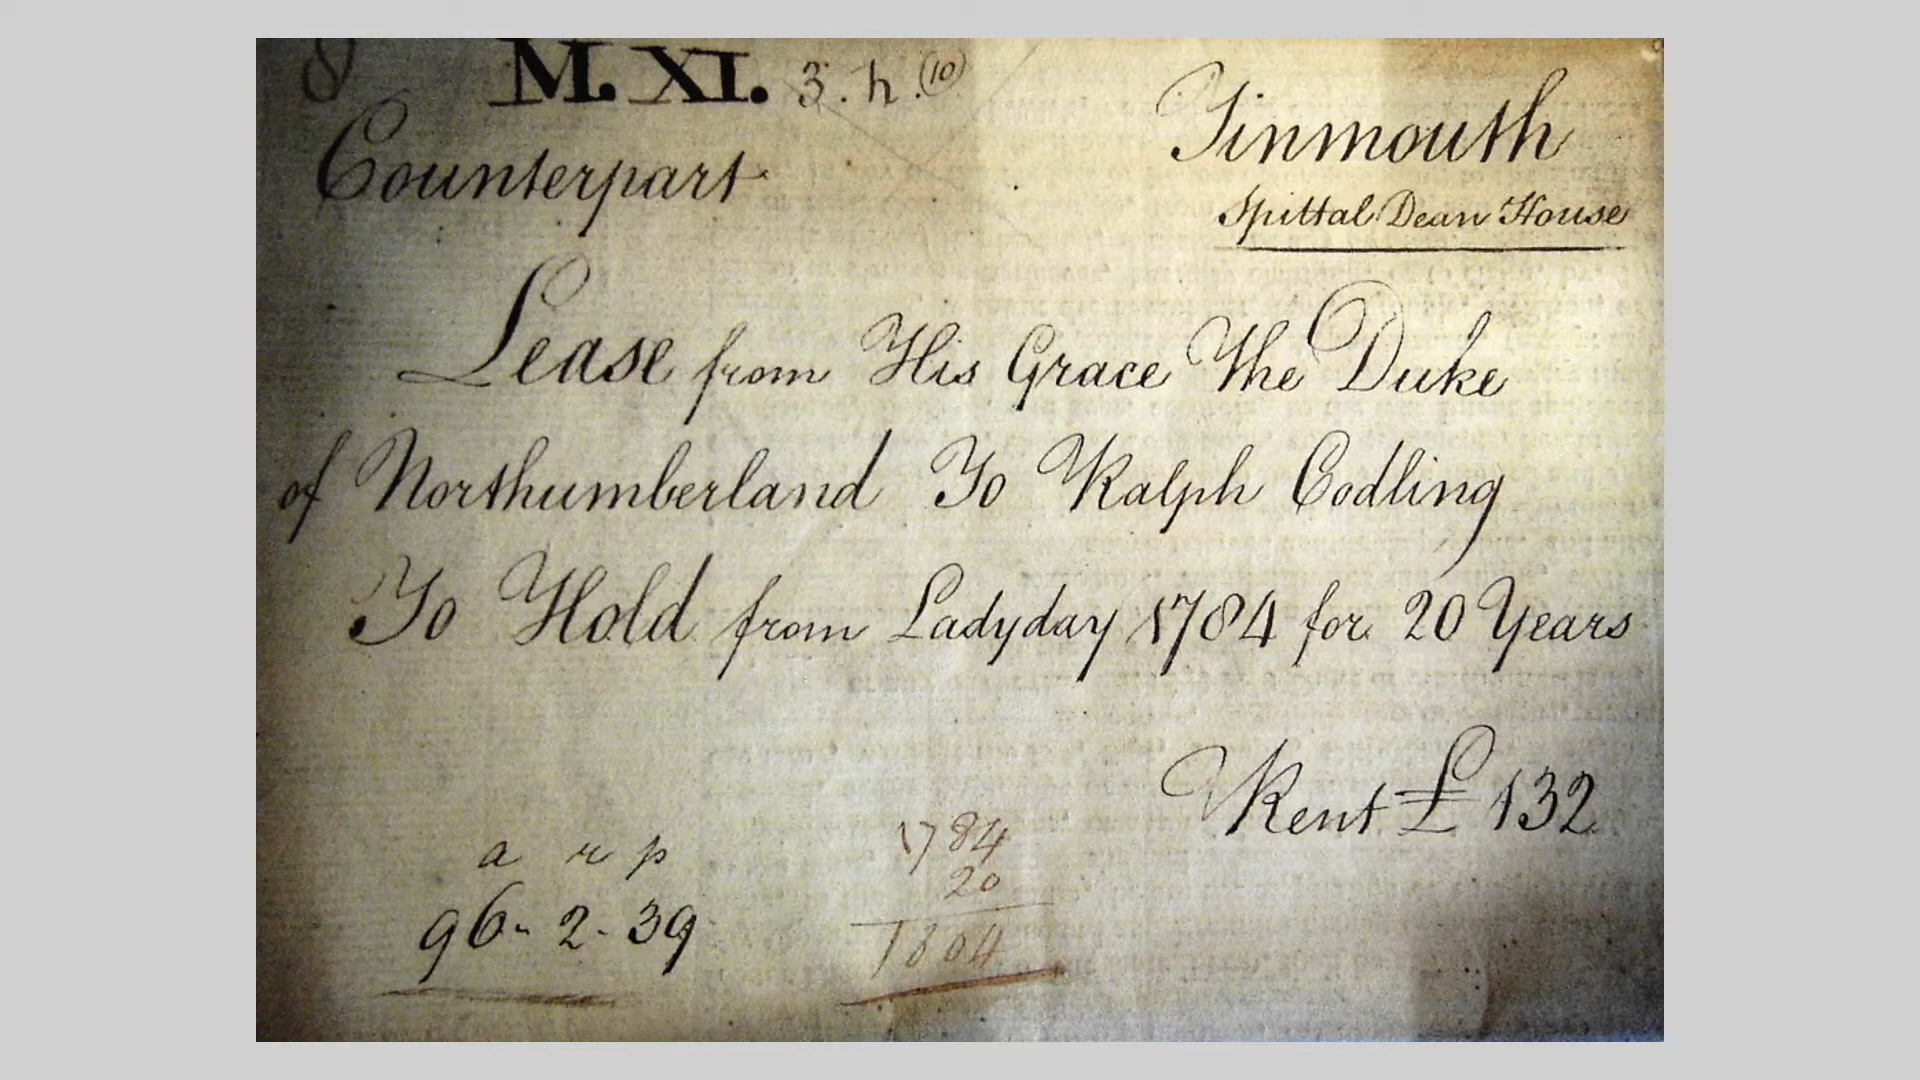 8 M. XI. 3. h. (10)
Tinmouth
Counterpart
Spittal Dean House
Lease from His Grace The Duke
of Northumberland To Ralph Codling
To Hold from Ladyday 1784 for 20 Years
Rent £ 132
a r p
96- 2- 39
1784
20
1804